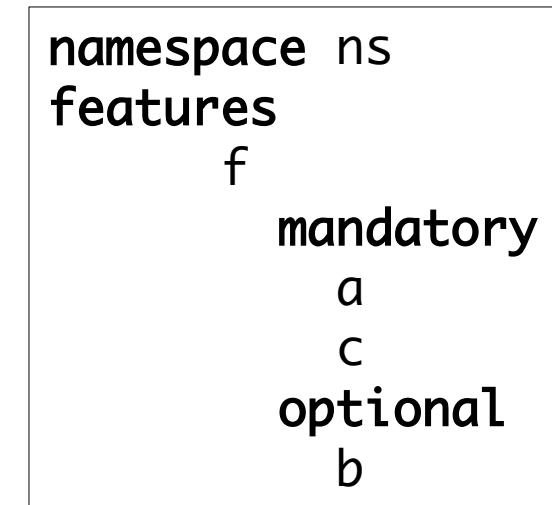 namespace ns
features
f
mandatory
a
c
optional
b